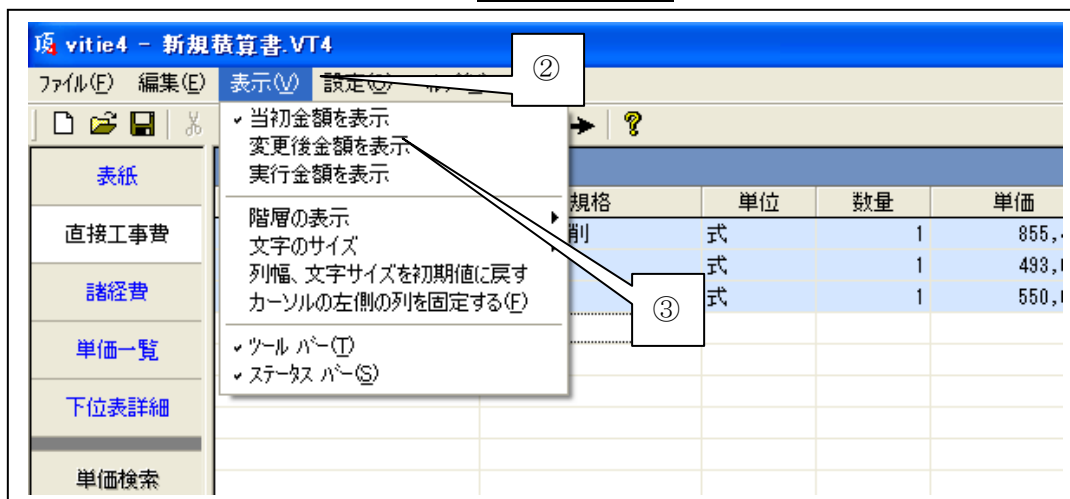 頂 vitie4 - 新規積算書.VT4
②
ファイル(F) 編集(E) 表示(V) 設定(O)
✓当初金額を表示
変更後金額を表示
実行金額を表示
階層の表示
文字のサイズ
列幅、文字サイズを初期値に戻す
カーソルの左側の列を固定する(F)
✓ツール バー(T)
✓ステータス バー(S)
表紙
直接工事費
諸経費
単価一覧
下位表詳細
単価検索
規格 単位 数量 単価
削 式 1 855,
式 1 493,
式 1 550,
③